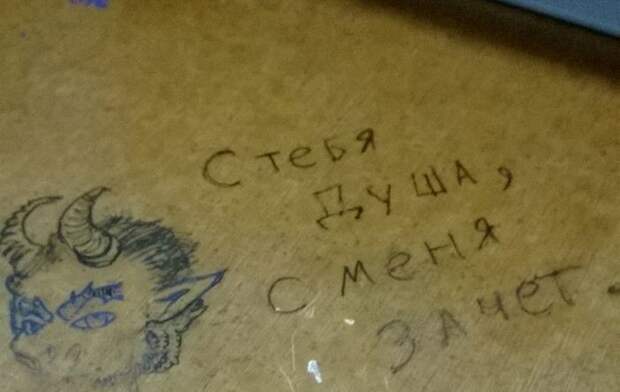 С тебя
Душа,
с меня
зачет.